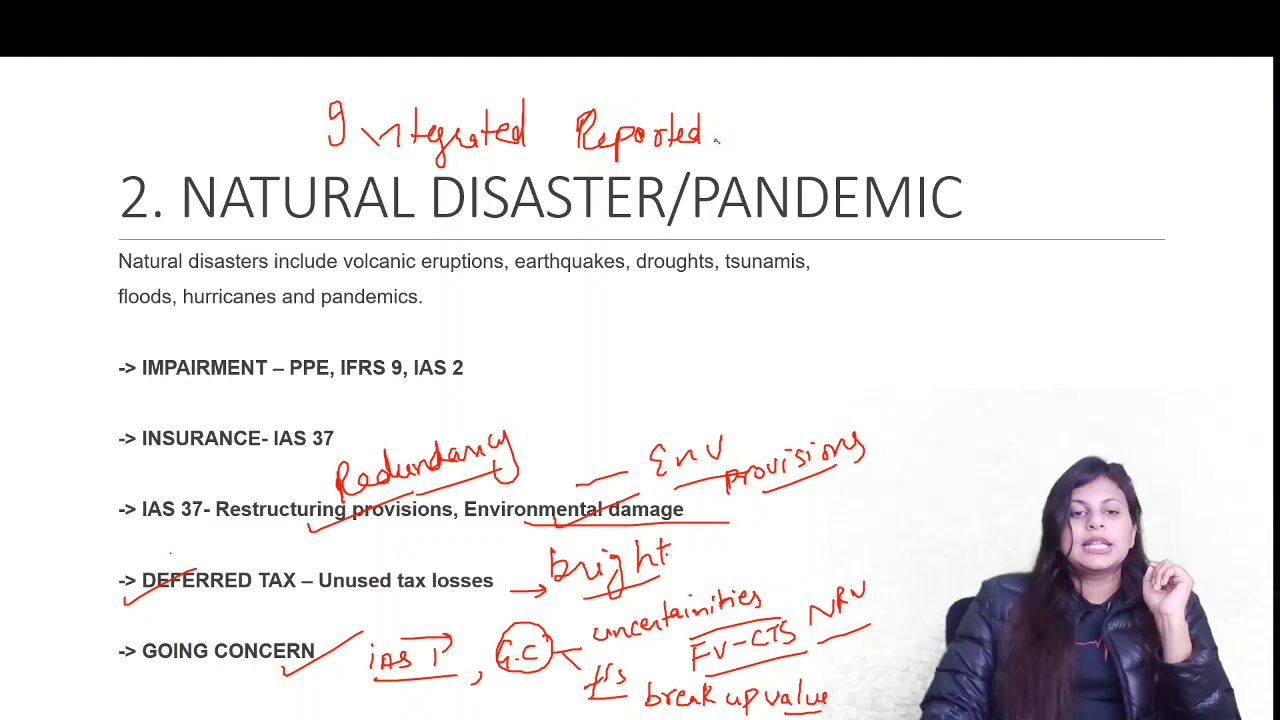 Integrated Reported.
2. NATURAL DISASTER/PANDEMIC
Natural disasters include volcanic eruptions, earthquakes, droughts, tsunamis,
floods, hurricanes and pandemics.
-> IMPAIRMENT – PPE, IFRS 9, IAS 2
-> INSURANCE- IAS 37
Redundancy — Env provisions
-> IAS 37- Restructuring provisions, Environmental damage
-> DEFERRED TAX – Unused tax losses → bright
-> GOING CONCERN IAS 1, G.C uncertainities FV-CTS NRV
f/s break up value